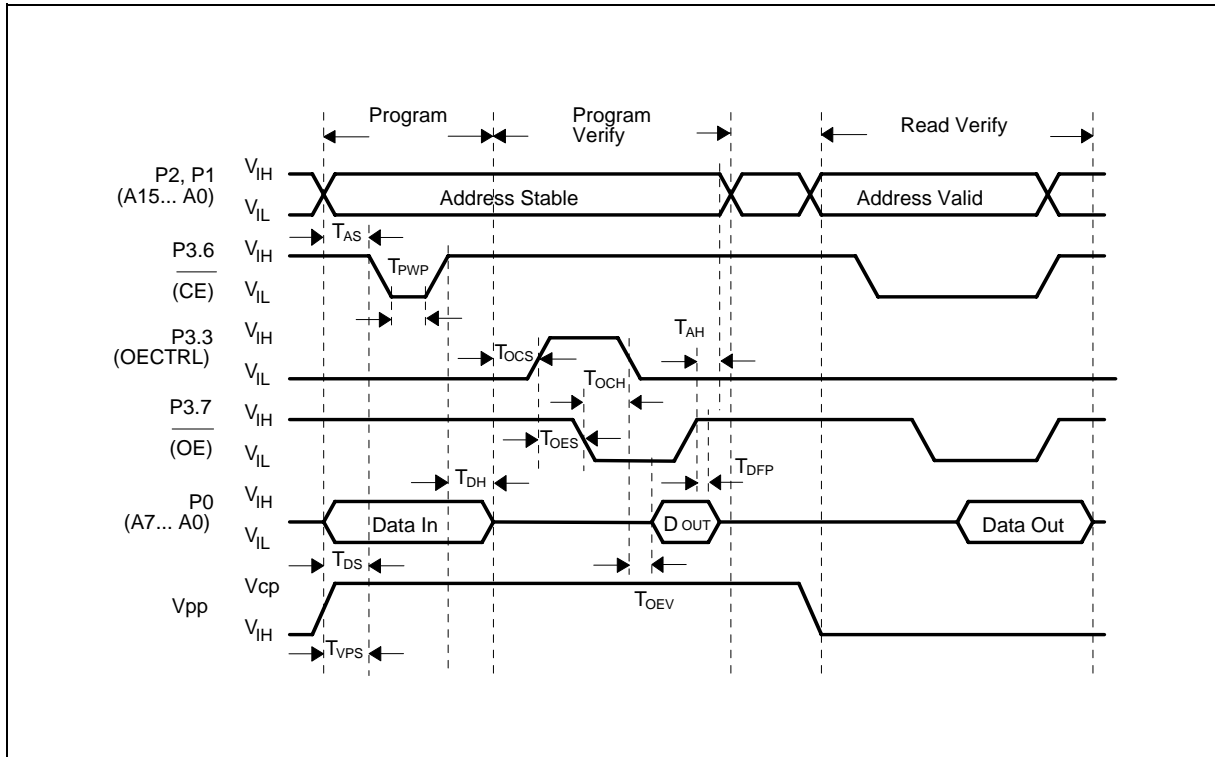 Program
Program
Verify
Read Verify
P2, P1
(A15... A0)
VIH
VIL
Address Stable
Address Valid
TAS
P3.6
(CE)
VIH
VIL
TPWP
P3.3
(OECTRL)
VIH
VIL
TOCS
TAH
TOCH
P3.7
(OE)
VIH
VIL
TOES
TDFP
TDH
P0
(A7... A0)
VIH
VIL
Data In
D OUT
Data Out
TDS
TOEV
Vpp
Vcp
VIH
TVPS